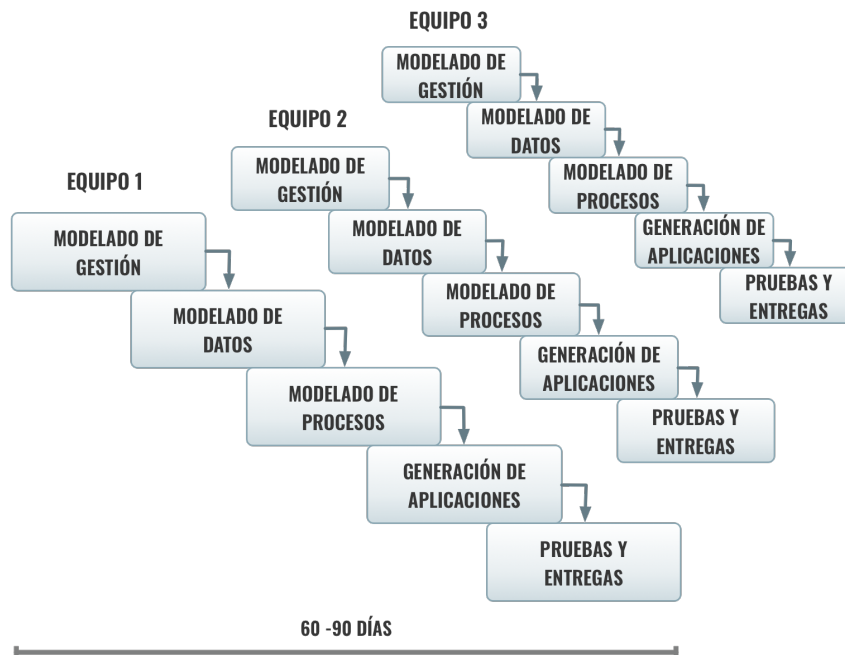 EQUIPO 3
MODELADO DE
GESTIÓN
MODELADO DE
DATOS
MODELADO DE
PROCESOS
GENERACIÓN DE
APLICACIONES
PRUEBAS Y
ENTREGAS
EQUIPO 2
MODELADO DE
GESTIÓN
MODELADO DE
DATOS
MODELADO DE
PROCESOS
GENERACIÓN DE
APLICACIONES
PRUEBAS Y
ENTREGAS
EQUIPO 1
MODELADO DE
GESTIÓN
MODELADO DE
DATOS
MODELADO DE
PROCESOS
GENERACIÓN DE
APLICACIONES
PRUEBAS Y
ENTREGAS
60 -90 DÍAS